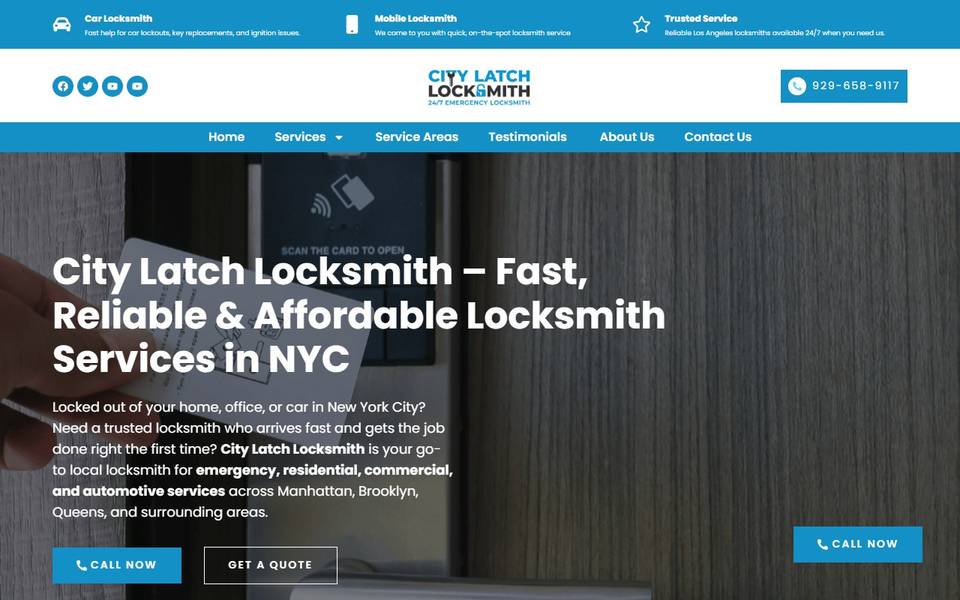 Car Locksmith
Fast help for car lockouts, key replacements, and ignition issues.
Mobile Locksmith
We come to you with quick, on-the-spot locksmith service
Trusted Service
Reliable Los Angeles locksmiths available 24/7 when you need us.
CITY LATCH
LOCKSMITH
24/7 EMERGENCY LOCKSMITH
929-658-9117
Home Services Service Areas Testimonials About Us Contact Us
SCAN THE CARD TO OPEN
City Latch Locksmith – Fast,
Reliable & Affordable Locksmith
Services in NYC
Locked out of your home, office, or car in New York City?
Need a trusted locksmith who arrives fast and gets the job
done right the first time? City Latch Locksmith is your go-
to local locksmith for emergency, residential, commercial,
and automotive services across Manhattan, Brooklyn,
Queens, and surrounding areas.
CALL NOW
GET A QUOTE
CALL NOW